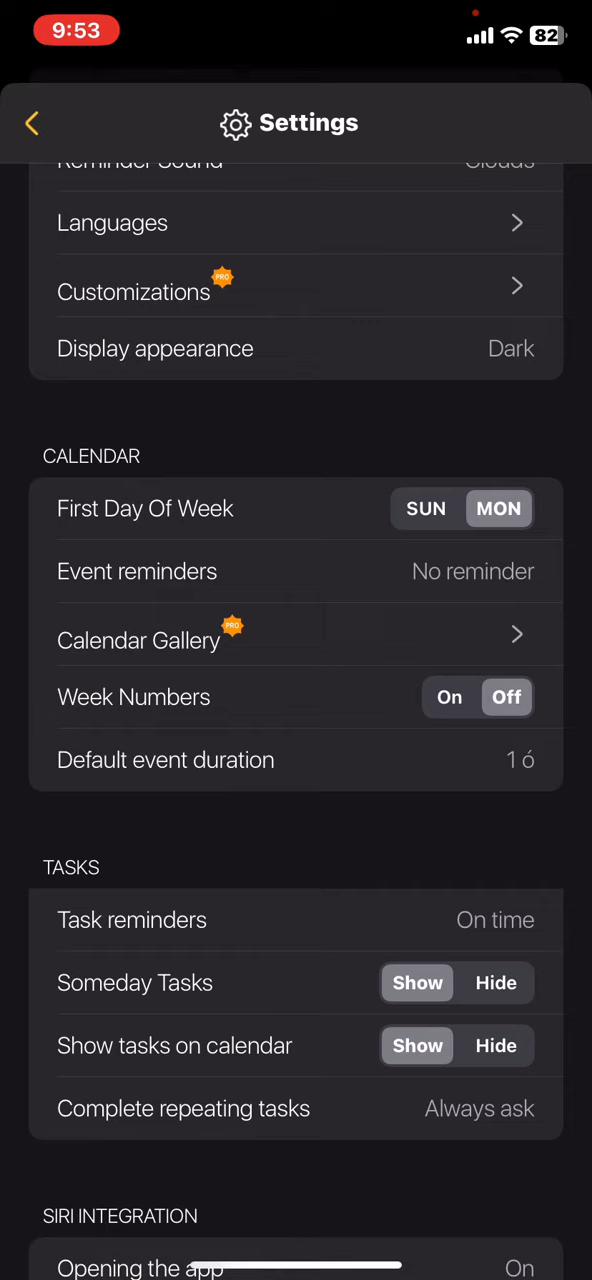 9:53
82
Settings
Reminder Sound Clouds
Languages
Customizations PRO
Display appearance Dark
CALENDAR
First Day Of Week SUN MON
Event reminders No reminder
Calendar Gallery PRO
Week Numbers On Off
Default event duration 1 ó
TASKS
Task reminders On time
Someday Tasks Show Hide
Show tasks on calendar Show Hide
Complete repeating tasks Always ask
SIRI INTEGRATION
Opening the app On